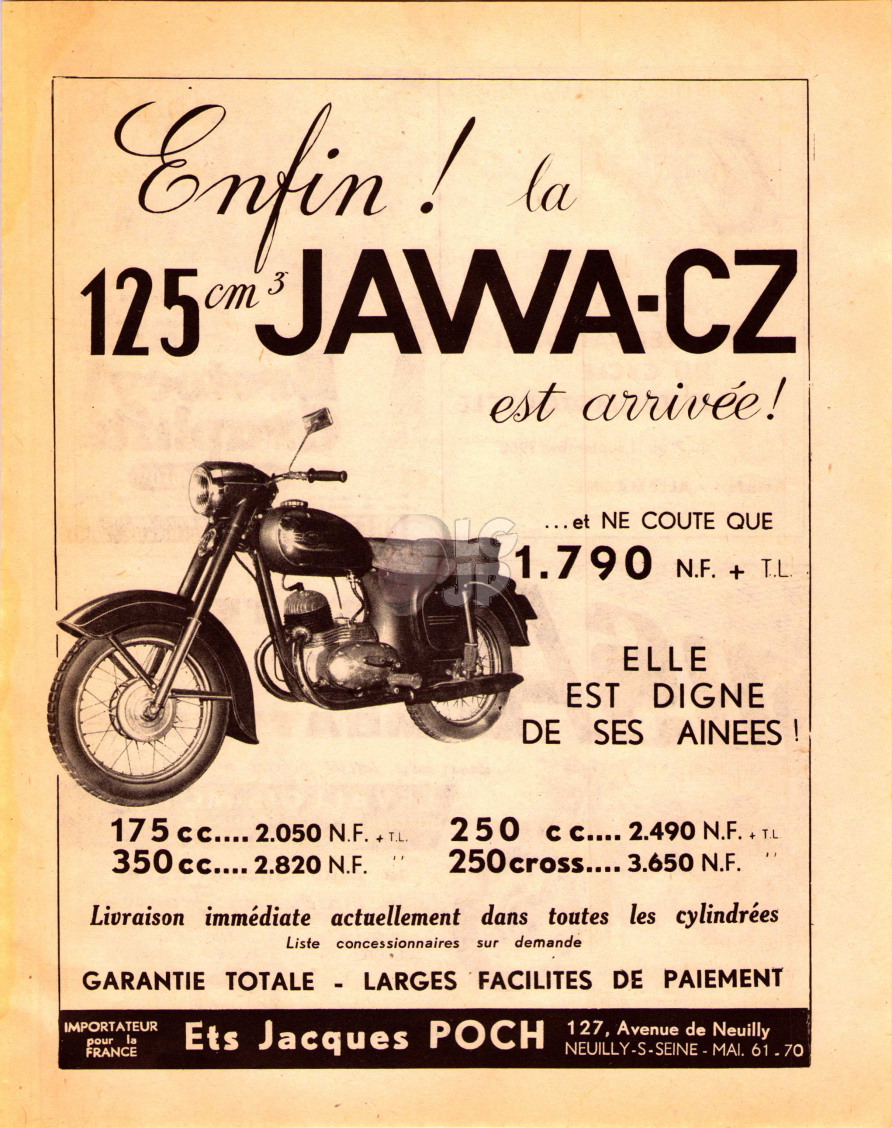 Enfin ! la
125 cm³ JAWA-CZ
est arrivée !
...et NE COUTE QUE
1.790 N.F. + T.L.
ELLE
EST DIGNE
DE SES AINEES !
175 cc.... 2.050 N.F. + T.L.
250 cc.... 2.490 N.F. + T.L.
350 cc.... 2.820 N.F. ''
250 cross.... 3.650 N.F. ''
Livraison immédiate actuellement dans toutes les cylindrées
Liste concessionnaires sur demande
GARANTIE TOTALE - LARGES FACILITES DE PAIEMENT
IMPORTATEUR
pour la
FRANCE
Ets Jacques POCH
127, Avenue de Neuilly
NEUILLY-S-SEINE - MAI. 61-70